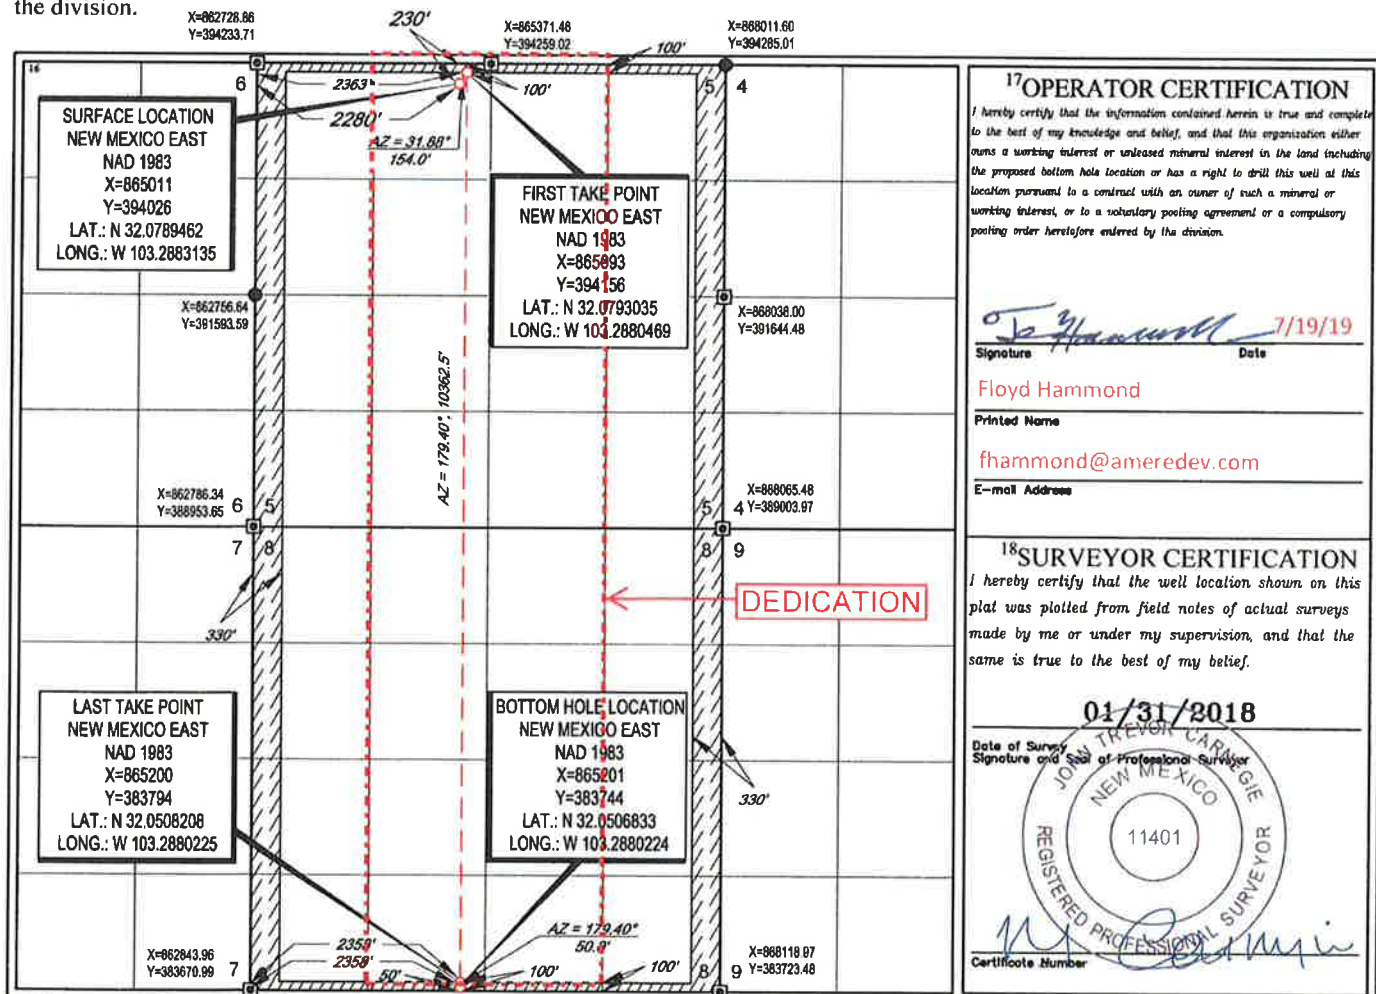 the division.
X=862728.86
Y=394233.71
230'
X=865371.48
Y=394259.02
100'
X=868011.60
Y=394285.01
16
6
2363'
100'
5
4
2280'
AZ = 31.88°
154.0'
SURFACE LOCATION
NEW MEXICO EAST
NAD 1983
X=865011
Y=394026
LAT.: N 32.0789462
LONG.: W 103.2883135
FIRST TAKE POINT
NEW MEXICO EAST
NAD 1983
X=865093
Y=394156
LAT.: N 32.0793035
LONG.: W 103.2880469
X=862756.64
Y=391593.59
X=868038.00
Y=391644.48
AZ = 179.40°, 10362.5'
X=862786.34
Y=388953.65
6
5
5
4
X=868065.48
Y=389003.97
7
8
8
9
330'
DEDICATION
LAST TAKE POINT
NEW MEXICO EAST
NAD 1983
X=865200
Y=383794
LAT.: N 32.0508208
LONG.: W 103.2880225
BOTTOM HOLE LOCATION
NEW MEXICO EAST
NAD 1983
X=865201
Y=383744
LAT.: N 32.0506833
LONG.: W 103.2880224
330'
AZ = 179.40°
50.0'
X=862843.96
Y=383670.99
7
2358'
50'
100'
100'
8
9
X=868118.97
Y=383723.48
17OPERATOR CERTIFICATION
I hereby certify that the information contained herein is true and complete
to the best of my knowledge and belief, and that this organization either
owns a working interest or unleased mineral interest in the land including
the proposed bottom hole location or has a right to drill this well at this
location pursuant to a contract with an owner of such a mineral or
working interest, or to a voluntary pooling agreement or a compulsory
pooling order heretofore entered by the division.
7/19/19
Signature
Date
Floyd Hammond
Printed Name
fhammond@ameredev.com
E-mail Address
18SURVEYOR CERTIFICATION
I hereby certify that the well location shown on this
plat was plotted from field notes of actual surveys
made by me or under my supervision, and that the
same is true to the best of my belief.
01/31/2018
Date of Survey
Signature and Seal of Professional Surveyor
JOHN TREVOR CARNEGIE
NEW MEXICO
11401
REGISTERED PROFESSIONAL SURVEYOR
Certificate Number